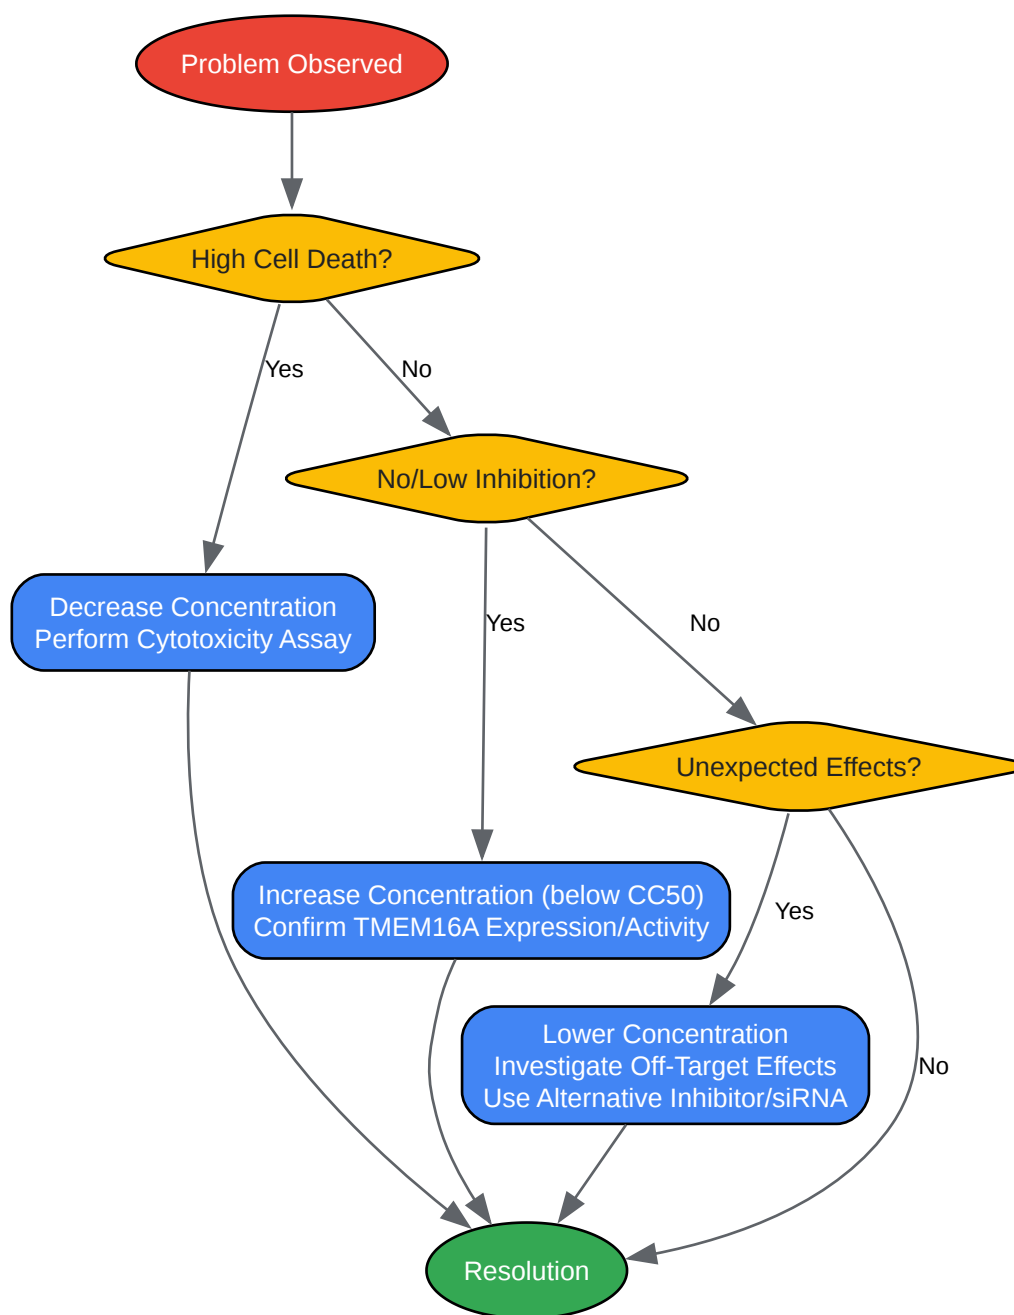 Problem Observed
High Cell Death?
Yes
No
No/Low Inhibition?
Decrease Concentration
Perform Cytotoxicity Assay
Yes
No
Unexpected Effects?
Increase Concentration (below CC50)
Confirm TMEM16A Expression/Activity
Yes
Lower Concentration
Investigate Off-Target Effects
Use Alternative Inhibitor/siRNA
No
Resolution